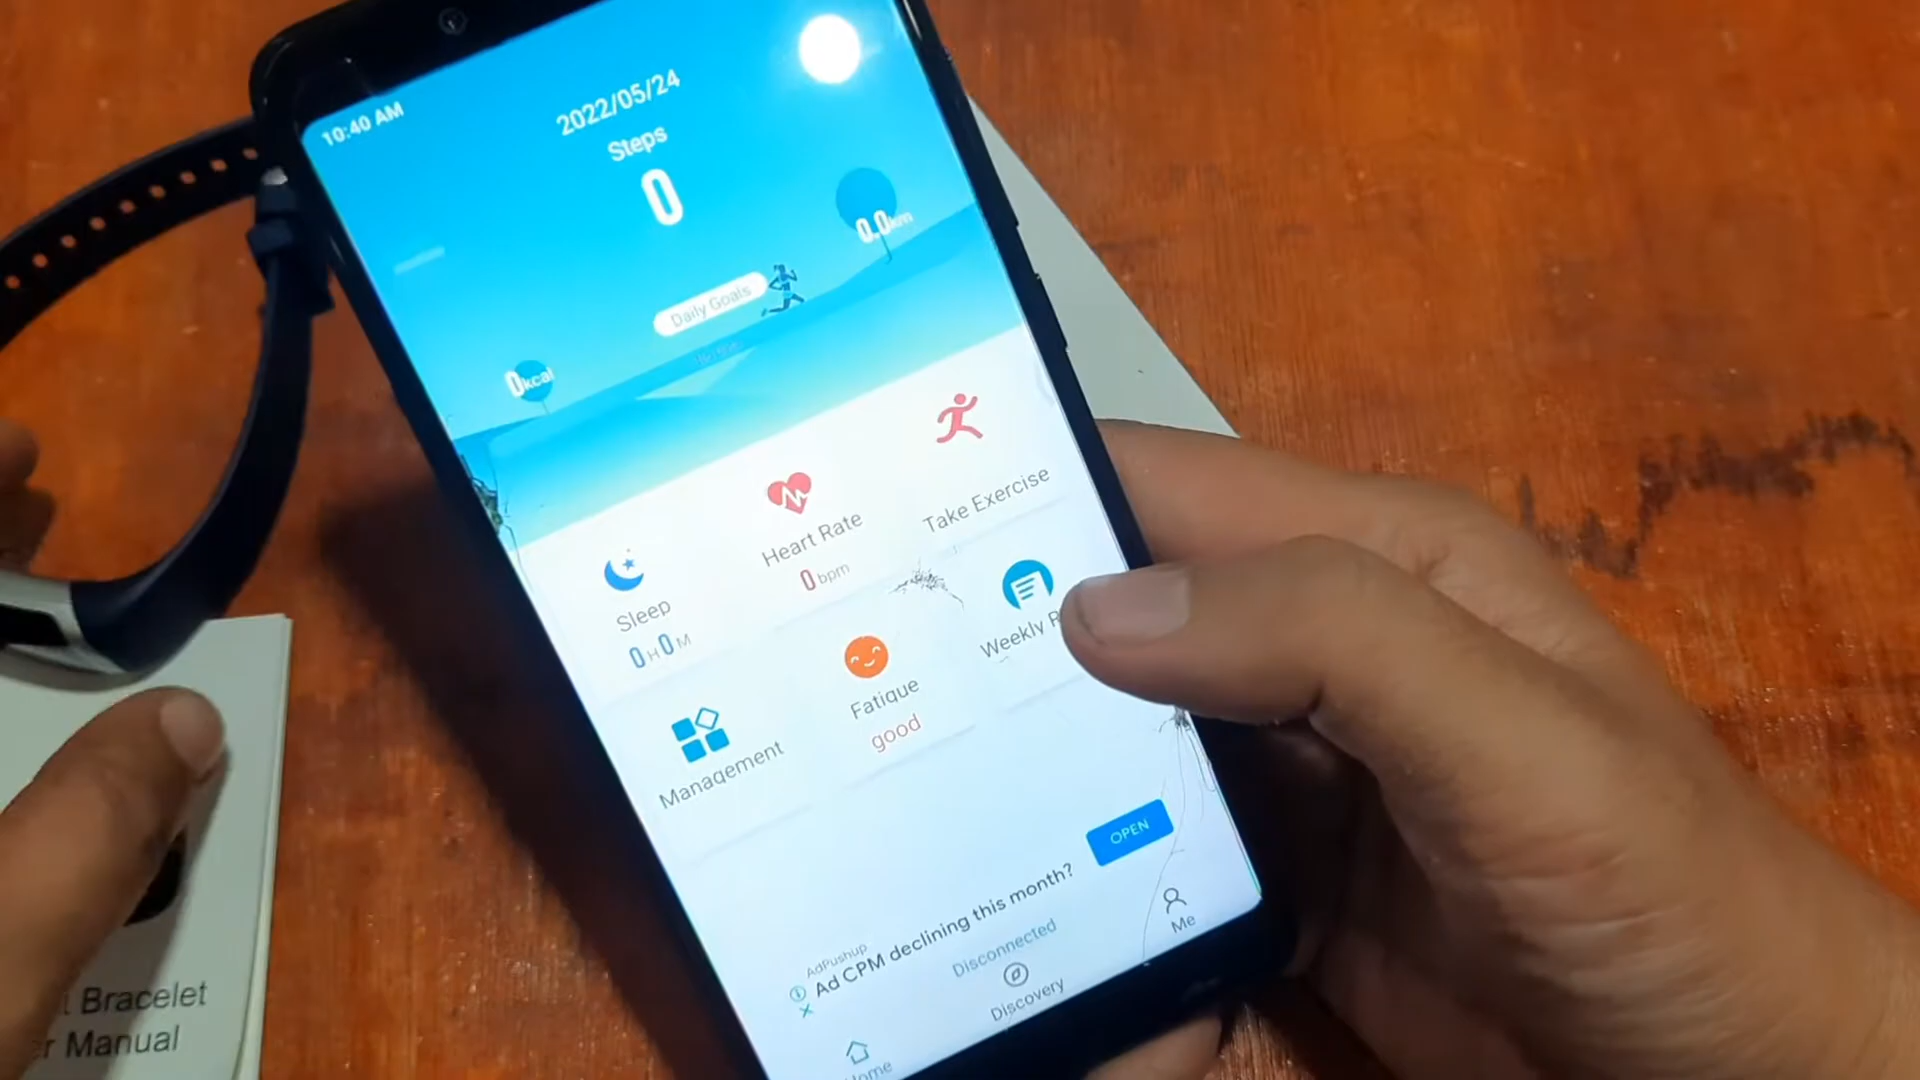 10:40 AM
2022/05/24
Steps
0
0.0km
Daily Goals
0kcal
Take Exercise
Heart Rate
0bpm
Sleep
0H0M
Weekly
Fatigue
good
Management
OPEN
AdPushup
Ad CPM declining this month?
Disconnected
Me
Discovery
Bracelet
Manual